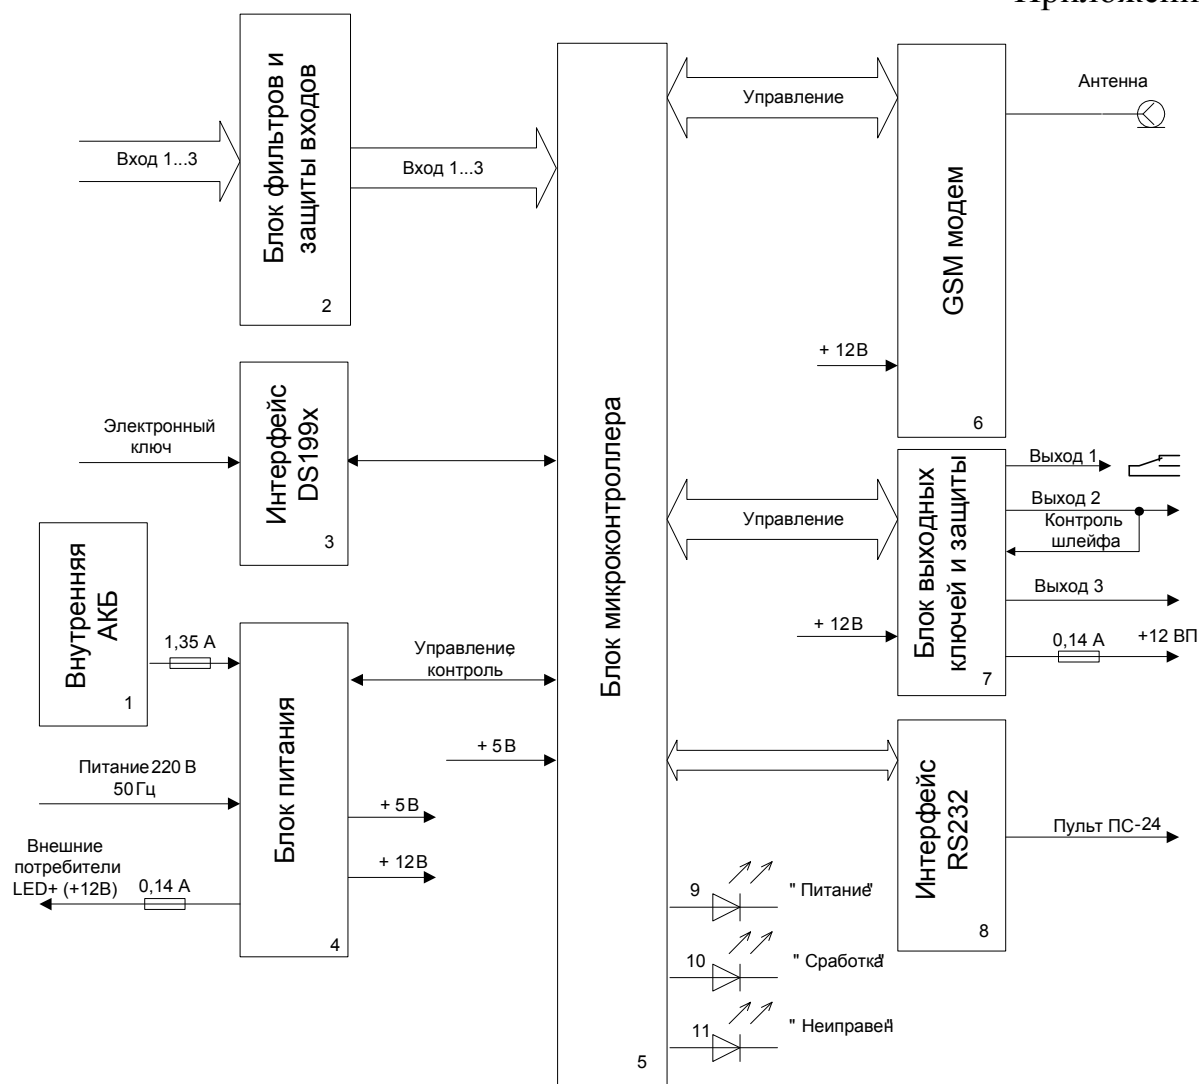 Приложени
Блок фильтров и
защиты входов
2
Вход 1...3
Вход 1...3
Управление
Антенна
GSM модем
+ 12В
6
Электронный
ключ
Интерфейс
DS199x
3
Блок микроконтроллера
5
Управление
Блок выходных
ключей и защиты
7
Выход 1
Выход 2
Контроль
шлейфа
Выход 3
+ 12В
0,14 А
+12 ВП
Внутренняя
АКБ
1
1,35 А
Управление,
контроль
+ 5В
Питание 220 В
50 Гц
Блок питания
4
+ 5В
+ 12В
Внешние
потребители
LED+ (+12В)
0,14 А
Интерфейс
RS232
8
Пульт ПС-24
9
" Питание"
10
" Сработка"
11
" Неиправен"